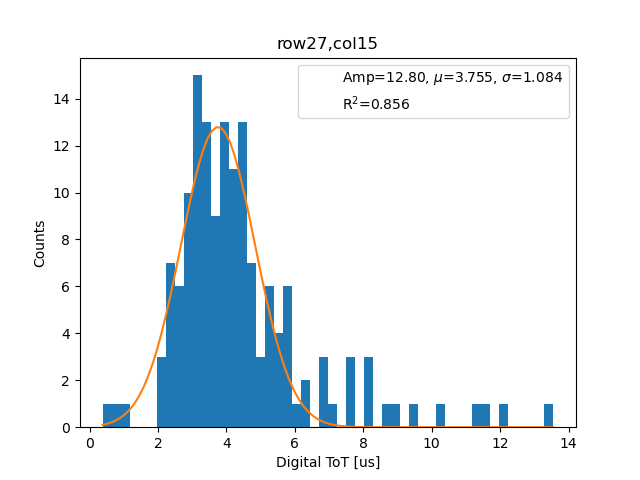 row27,col15
Amp=12.80, μ=3.755, σ=1.084
R²=0.856
14
12
10
8
6
4
2
0
Counts
0 2 4 6 8 10 12 14
Digital ToT [us]